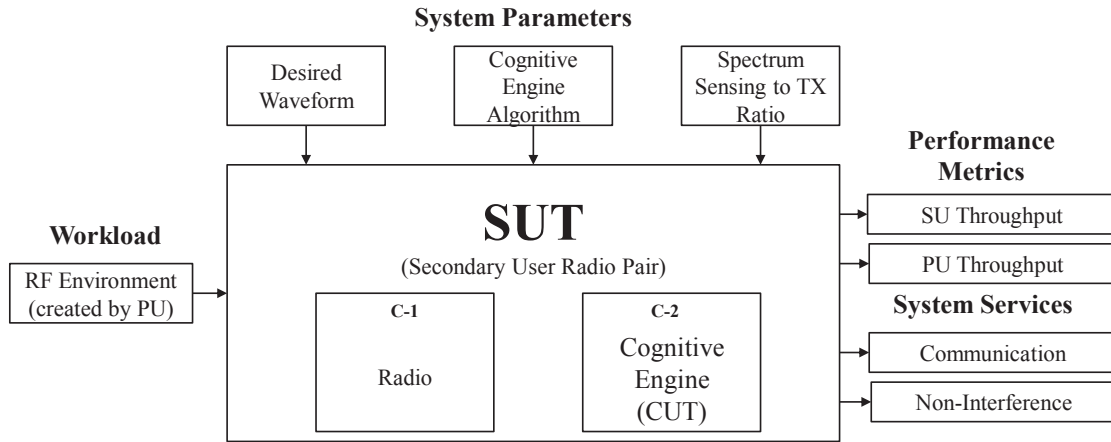 System Parameters
Desired
Waveform
Cognitive
Engine
Algorithm
Spectrum
Sensing to TX
Ratio
Performance
Metrics
SU Throughput
PU Throughput
System Services
Communication
Non-Interference
Workload
RF Environment
(created by PU)
SUT
(Secondary User Radio Pair)
C-1
Radio
C-2
Cognitive
Engine
(CUT)